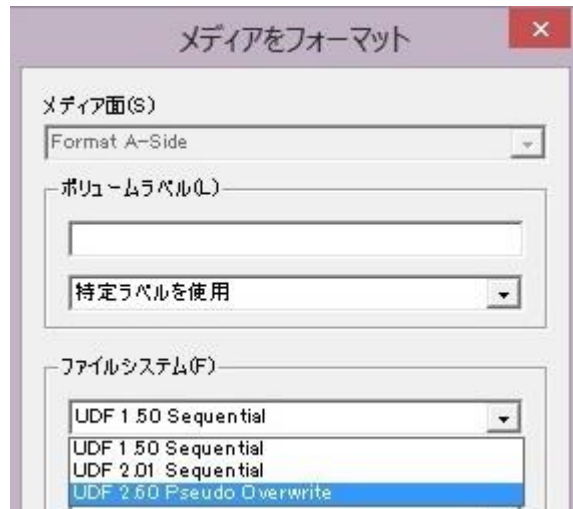 メディアをフォーマット
メディア面(S)
Format A-Side
ボリュームラベル(L)
特定ラベルを使用
ファイルシステム(F)
UDF 1.50 Sequential
UDF 1.50 Sequential
UDF 2.01 Sequential
UDF 2.60 Pseudo Overwrite